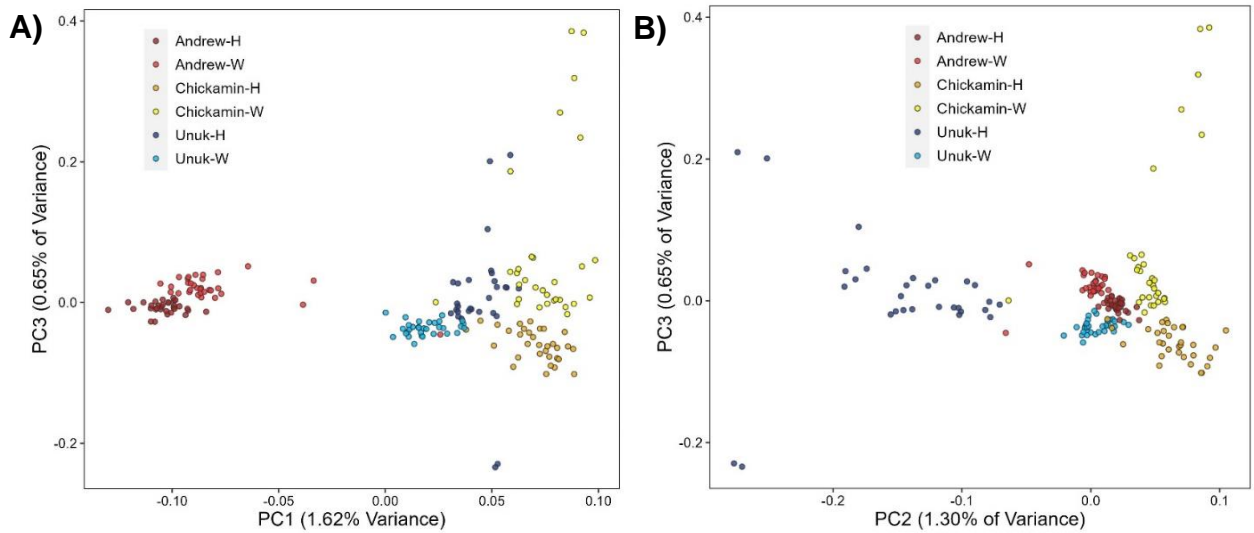 A)
Andrew-H
Andrew-W
Chickamin-H
Chickamin-W
Unuk-H
Unuk-W
0.4
0.2
0.0
-0.2
PC3 (0.65% of Variance)
-0.10
-0.05
0.00
0.05
0.10
PC1 (1.62% Variance)
B)
Andrew-H
Andrew-W
Chickamin-H
Chickamin-W
Unuk-H
Unuk-W
0.4
0.2
0.0
-0.2
PC3 (0.65% of Variance)
-0.2
-0.1
0.0
0.1
PC2 (1.30% of Variance)